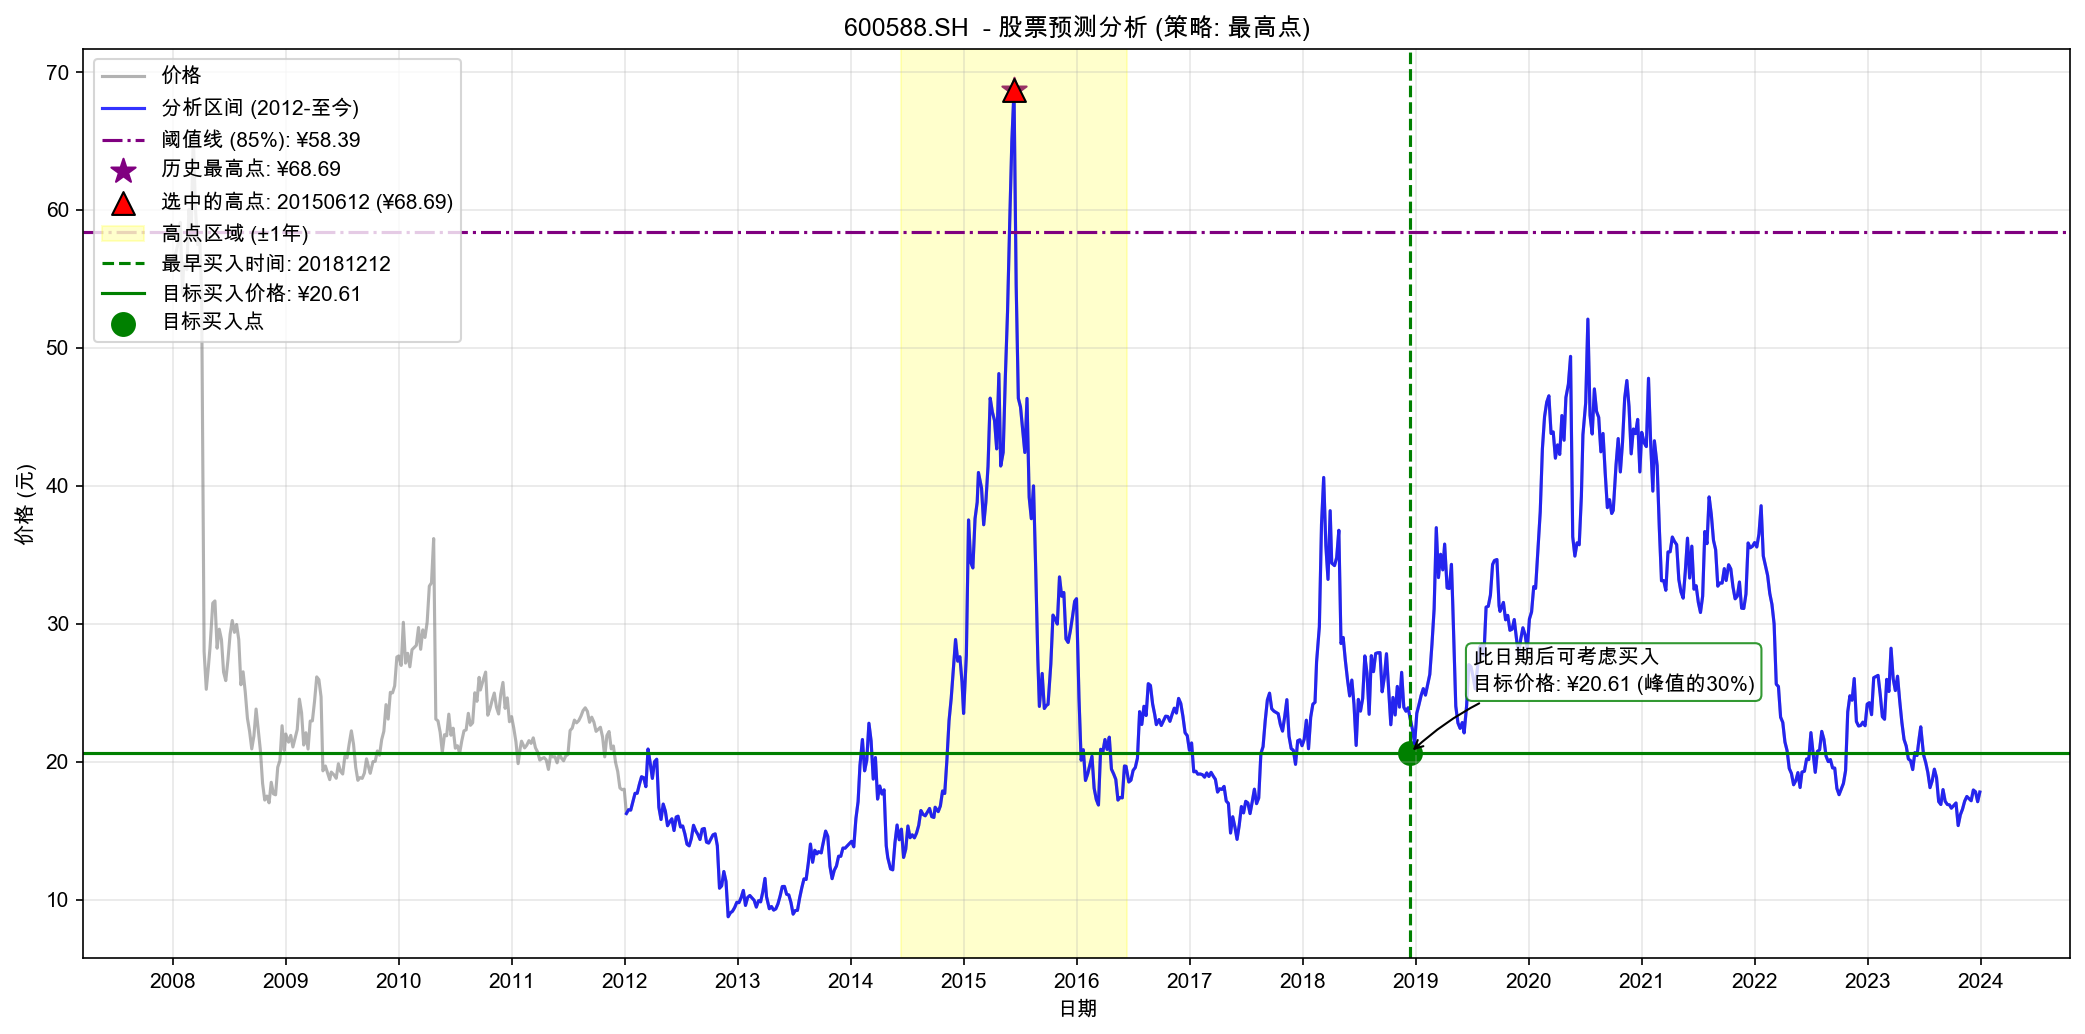 600588.SH - 股票预测分析 (策略: 最高点)
价格
分析区间 (2012-至今)
阈值线 (85%): ¥58.39
历史最高点: ¥68.69
选中的高点: 20150612 (¥68.69)
高点区域 (±1年)
最早买入时间: 20181212
目标买入价格: ¥20.61
目标买入点
70
60
50
40
30
20
10
价格 (元)
此日期后可考虑买入
目标价格: ¥20.61 (峰值的30%)
2008 2009 2010 2011 2012 2013 2014 2015 2016 2017 2018 2019 2020 2021 2022 2023 2024
日期